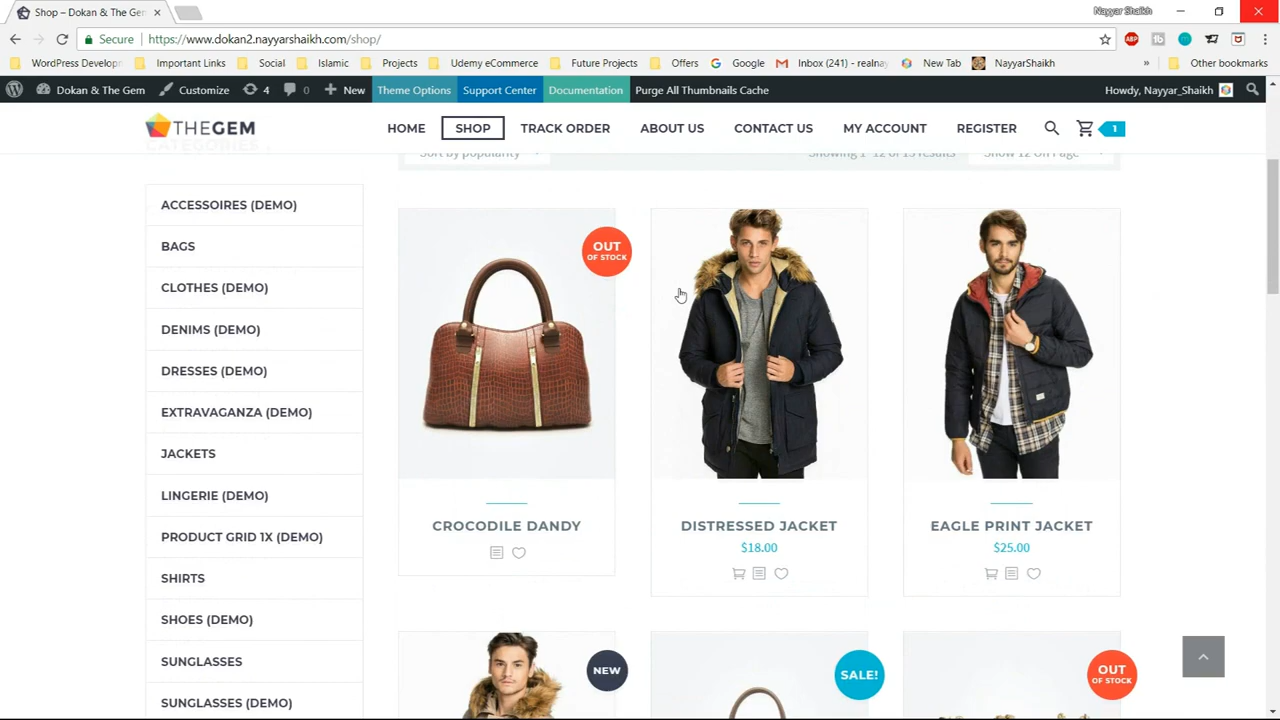 Shop – Dokan & The Ge
Nayyar Shaikh
Secure
https://www.dokan2.nayyarshaikh.com/shop/
ABP
WordPress Develop
Important Links
Social
Islamic
Projects
Udemy eCommerce
Future Projects
Offers
Google
Inbox (241) - realna
New Tab
NayyarShaikh
»
Other bookmarks
Dokan & The Gem
Customize
4
0
New
Theme Options
Support Center
Documentation
Purge All Thumbnails Cache
Howdy, Nayyar_Shaikh
THEGEM
HOME
SHOP
TRACK ORDER
ABOUT US
CONTACT US
MY ACCOUNT
REGISTER
1
CATEGORIES
Sort By popularity
Showing 1–12 of 15 results
Show 12 On Page
ACCESSOIRES (DEMO)
BAGS
CLOTHES (DEMO)
DENIMS (DEMO)
DRESSES (DEMO)
EXTRAVAGANZA (DEMO)
JACKETS
LINGERIE (DEMO)
PRODUCT GRID 1X (DEMO)
SHIRTS
SHOES (DEMO)
SUNGLASSES
SUNGLASSES (DEMO)
OUT
OF STOCK
CROCODILE DANDY
DISTRESSED JACKET
$18.00
EAGLE PRINT JACKET
$25.00
NEW
SALE!
OUT
OF STOCK